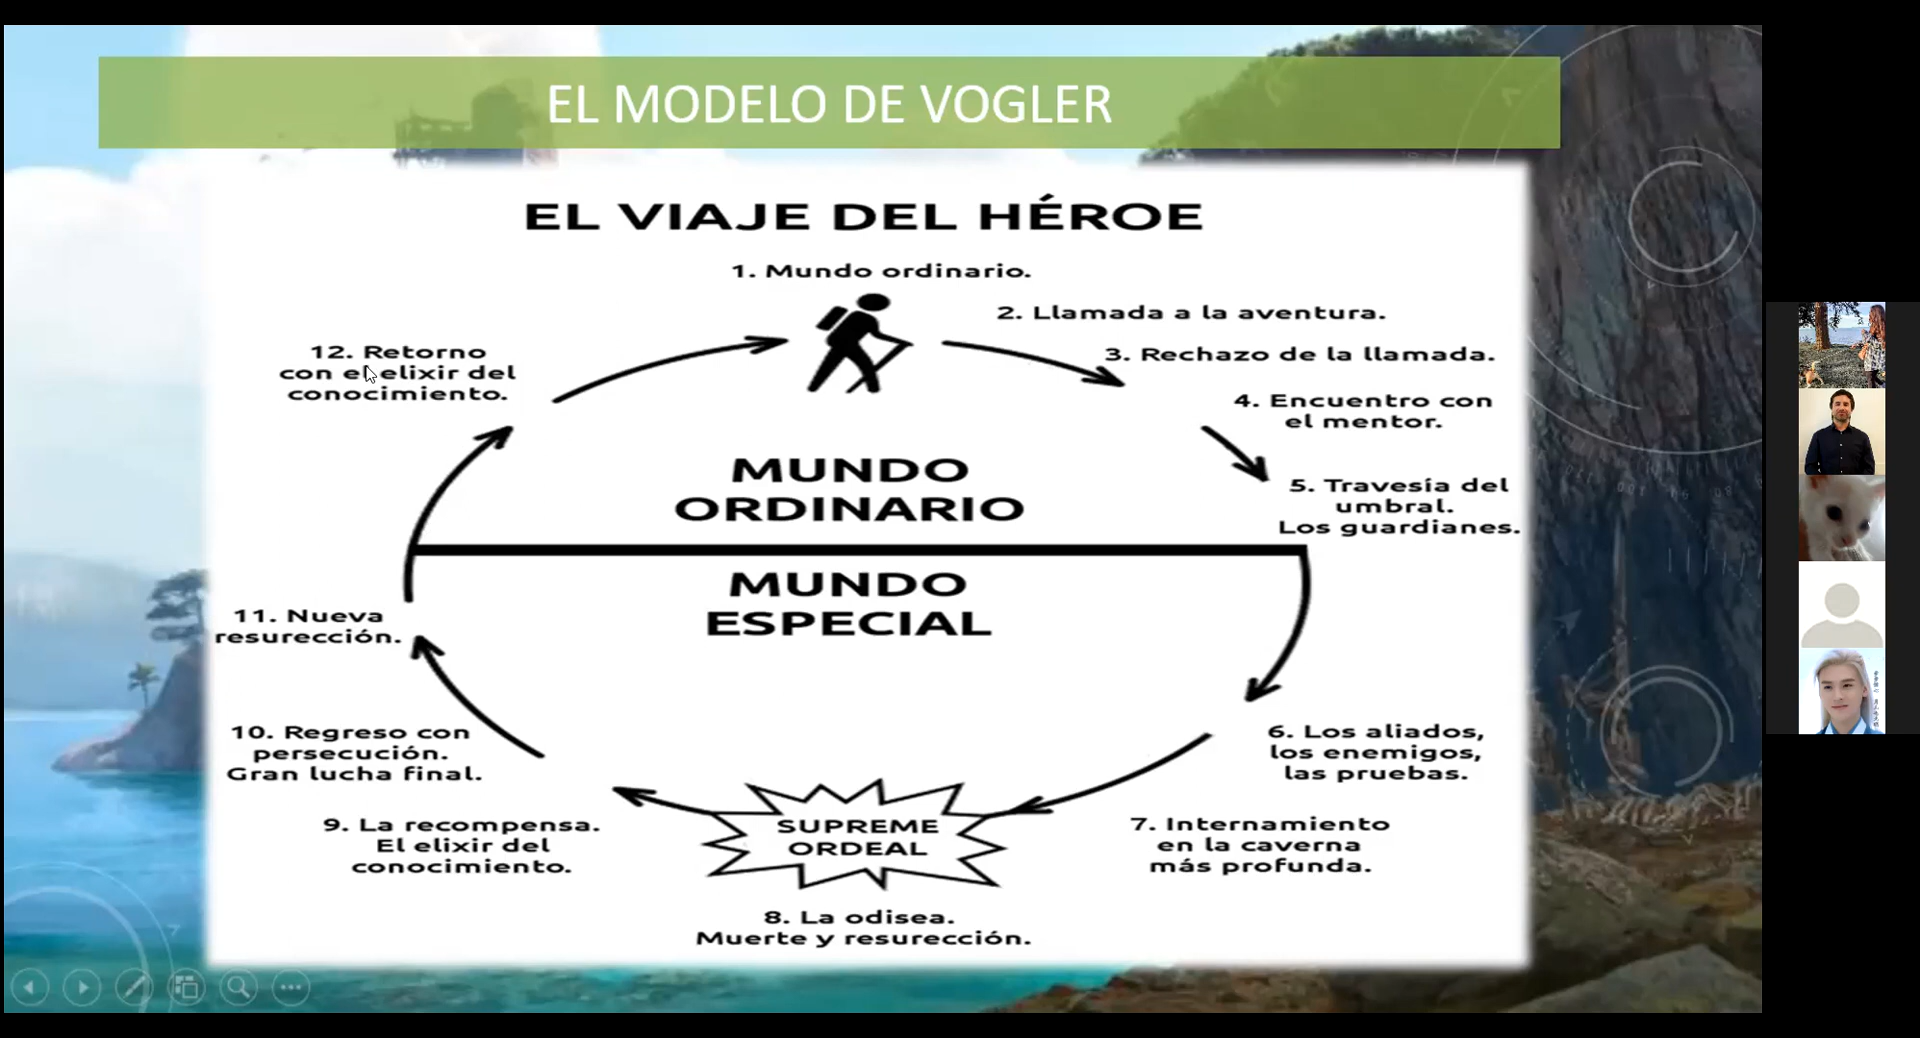 EL MODELO DE VOGLER
EL VIAJE DEL HÉROE
1. Mundo ordinario.
2. Llamada a la aventura.
3. Rechazo de la llamada.
4. Encuentro con
el mentor.
5. Travesía del
umbral.
Los guardianes.
6. Los aliados,
los enemigos,
las pruebas.
7. Internamiento
en la caverna
más profunda.
SUPREME
ORDEAL
8. La odisea.
Muerte y resurección.
9. La recompensa.
El elixir del
conocimiento.
10. Regreso con
persecución.
Gran lucha final.
11. Nueva
resurección.
12. Retorno
con el elixir del
conocimiento.
MUNDO
ORDINARIO
MUNDO
ESPECIAL